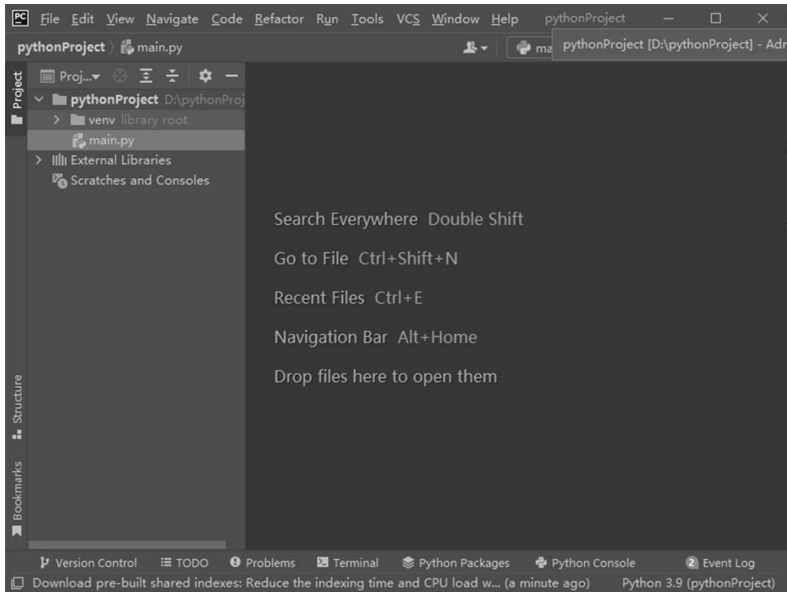 PC File Edit View Navigate Code Refactor Run Tools VCS Window Help pythonProject
pythonProject main.py
pythonProject [D:\pythonProject] - Adr
Project
Proj...
pythonProject D:\pythonProj
venv library root
main.py
External Libraries
Scratches and Consoles
Search Everywhere Double Shift
Go to File Ctrl+Shift+N
Recent Files Ctrl+E
Navigation Bar Alt+Home
Drop files here to open them
Structure
Bookmarks
Version Control TODO Problems Terminal Python Packages Python Console 2 Event Log
Download pre-built shared indexes: Reduce the indexing time and CPU load w... (a minute ago) Python 3.9 (pythonProject)